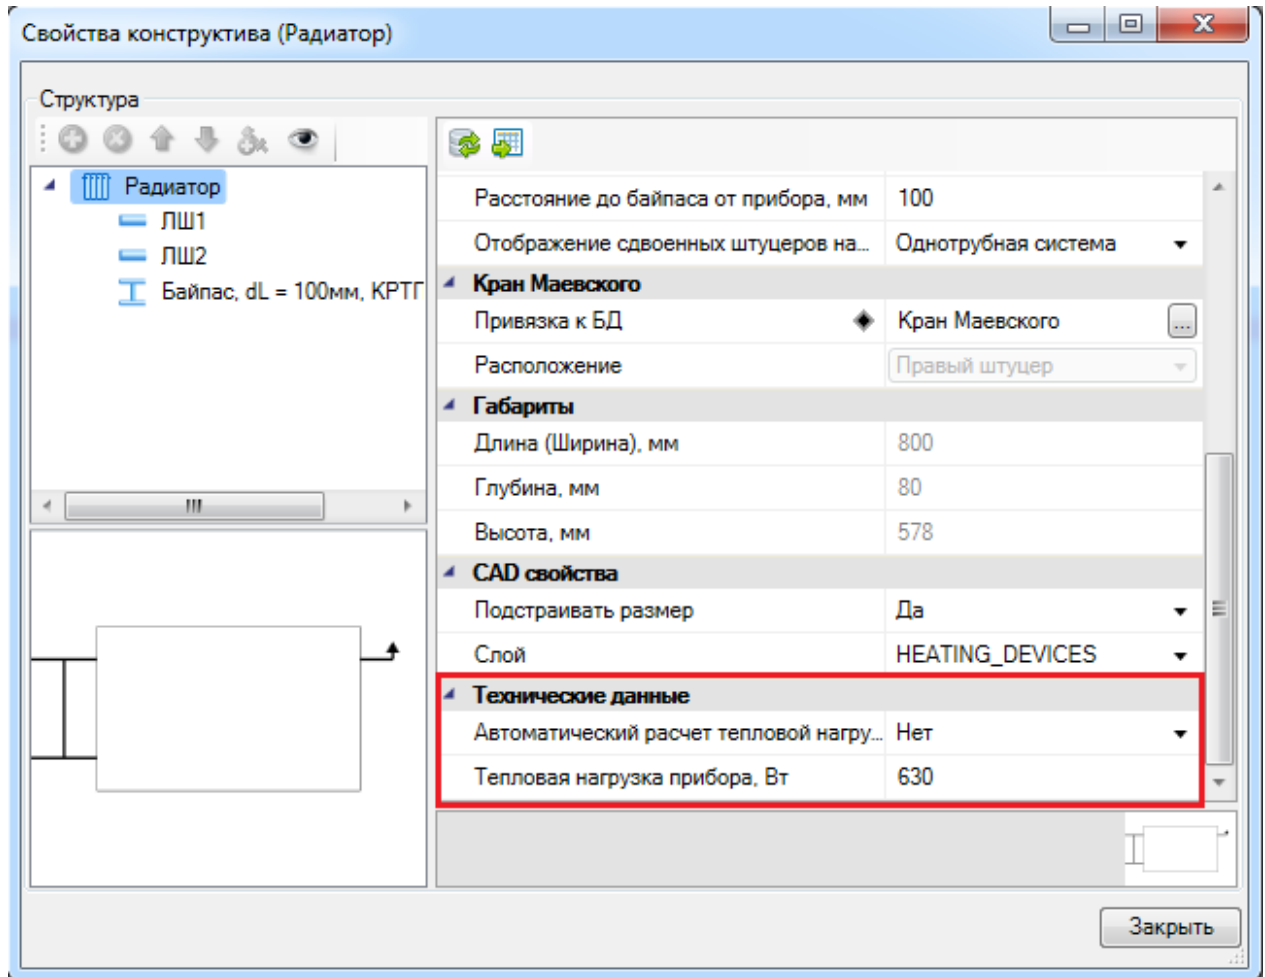 Свойства конструктива (Радиатор)
Структура
Радиатор
ЛШ1
ЛШ2
Байпас, dL = 100мм, КРТГ
Расстояние до байпаса от прибора, мм 100
Отображение сдвоенных штуцеров на... Однотрубная система
Кран Маевского
Привязка к БД Кран Маевского ...
Расположение Правый штуцер
Габариты
Длина (Ширина), мм 800
Глубина, мм 80
Высота, мм 578
CAD свойства
Подстраивать размер Да
Слой HEATING_DEVICES
Технические данные
Автоматический расчет тепловой нагру... Нет
Тепловая нагрузка прибора, Вт 630
Закрыть